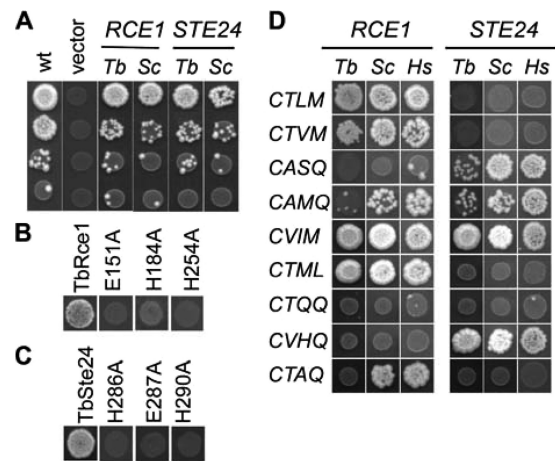 A
RCE1 STE24
wt vector Tb Sc Tb Sc
B
TbRce1 E151A H184A H254A
C
TbSte24 H286A E287A H290A
D
RCE1 STE24
Tb Sc Hs Tb Sc Hs
CTLM
CTVM
CASQ
CAMQ
CVIM
CTML
CTQQ
CVHQ
CTAQ